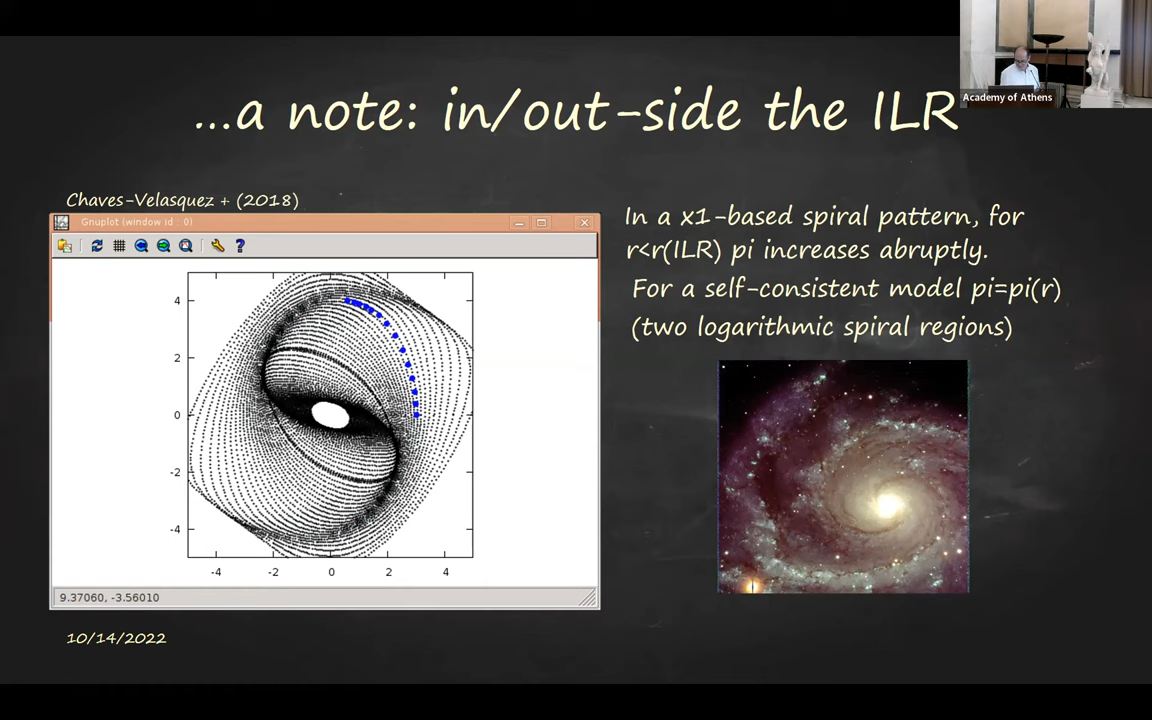 ...a note: in/out-side the ILR
Academy of Athens
Chaves-Velasquez + (2018)
Gnuplot (window id : 0)
In a x1-based spiral pattern, for
r<r(ILR) pi increases abruptly.
For a self-consistent model pi=pi(r)
(two logarithmic spiral regions)
4
2
0
-2
-4
-4 -2 0 2 4
9.37060, -3.56010
10/14/2022